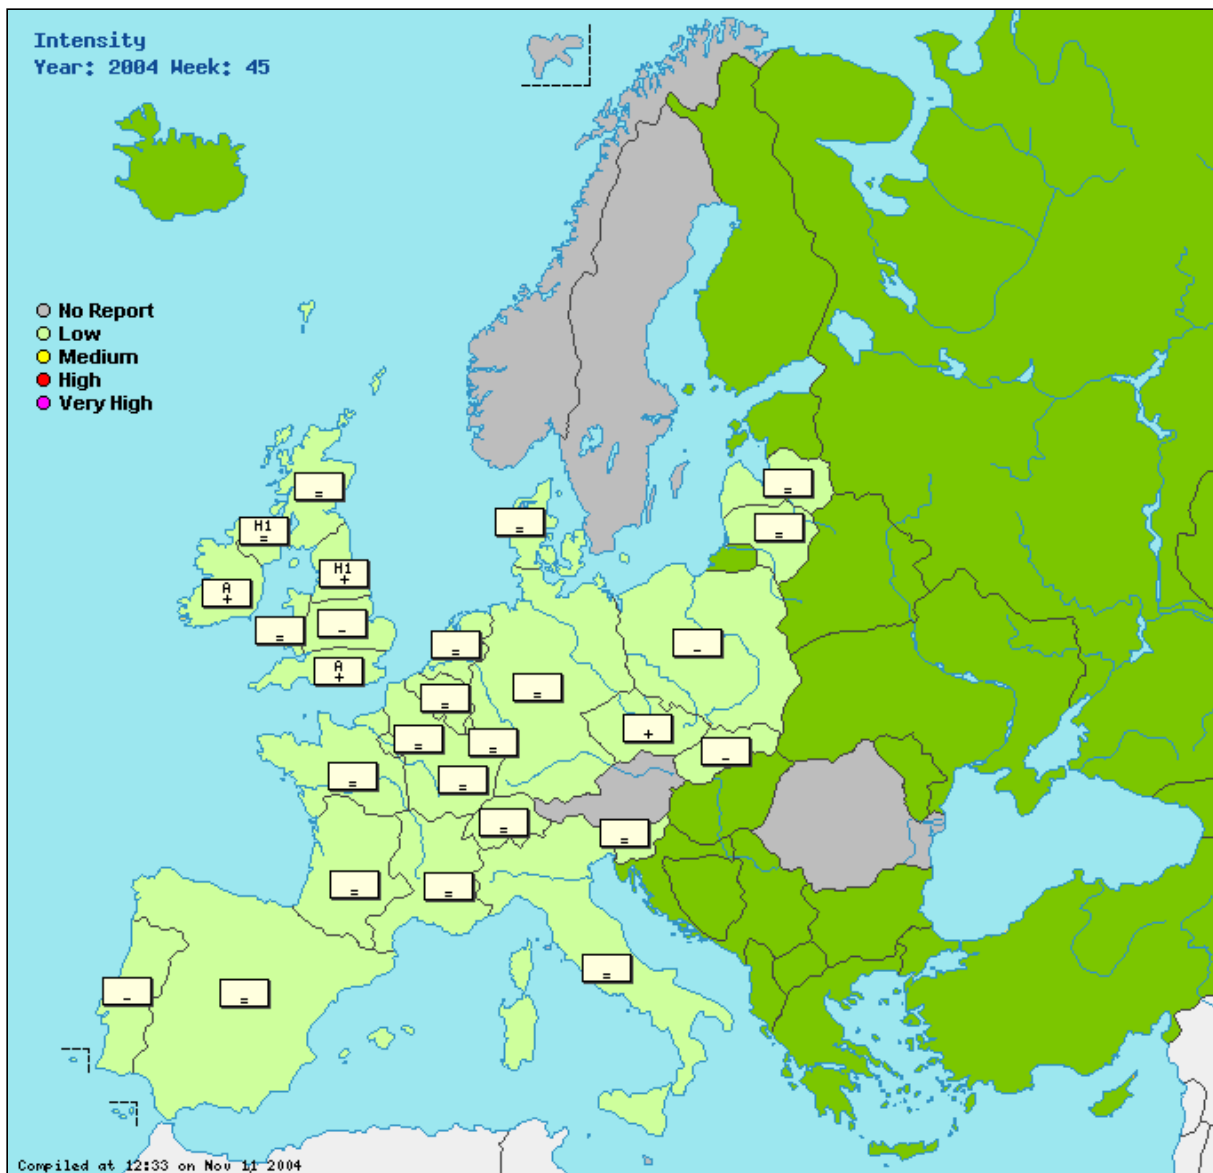 Intensity
Year: 2004 Week: 45
No Report
Low
Medium
High
Very High
=
=
=
H1
=
=
H1
+
A
+
=
-
=
-
A
+
=
=
+
=
=
-
=
=
=
=
=
=
=
-
=
Compiled at 12:33 on Nov 11 2004